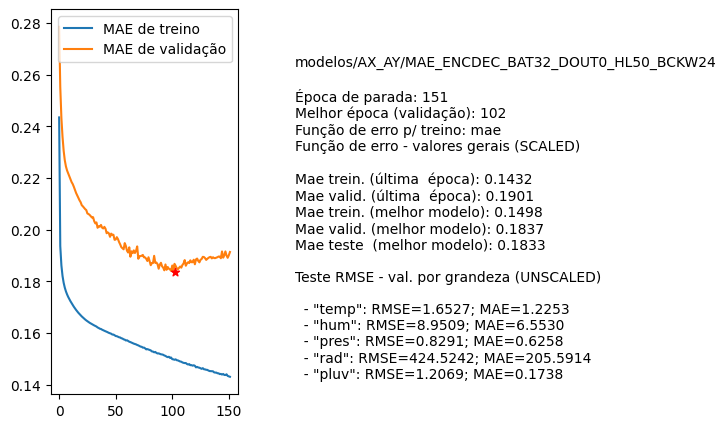 0.28
0.26
0.24
0.22
0.20
0.18
0.16
0.14
0
50
100
150
MAE de treino
MAE de validação
modelos/AX_AY/MAE_ENCDEC_BAT32_DOUT0_HL50_BCKW24
Época de parada: 151
Melhor época (validação): 102
Função de erro p/ treino: mae
Função de erro - valores gerais (SCALED)
Mae trein. (última  época): 0.1432
Mae valid. (última  época): 0.1901
Mae trein. (melhor modelo): 0.1498
Mae valid. (melhor modelo): 0.1837
Mae teste  (melhor modelo): 0.1833
Teste RMSE - val. por grandeza (UNSCALED)
- "temp": RMSE=1.6527; MAE=1.2253
- "hum": RMSE=8.9509; MAE=6.5530
- "pres": RMSE=0.8291; MAE=0.6258
- "rad": RMSE=424.5242; MAE=205.5914
- "pluv": RMSE=1.2069; MAE=0.1738